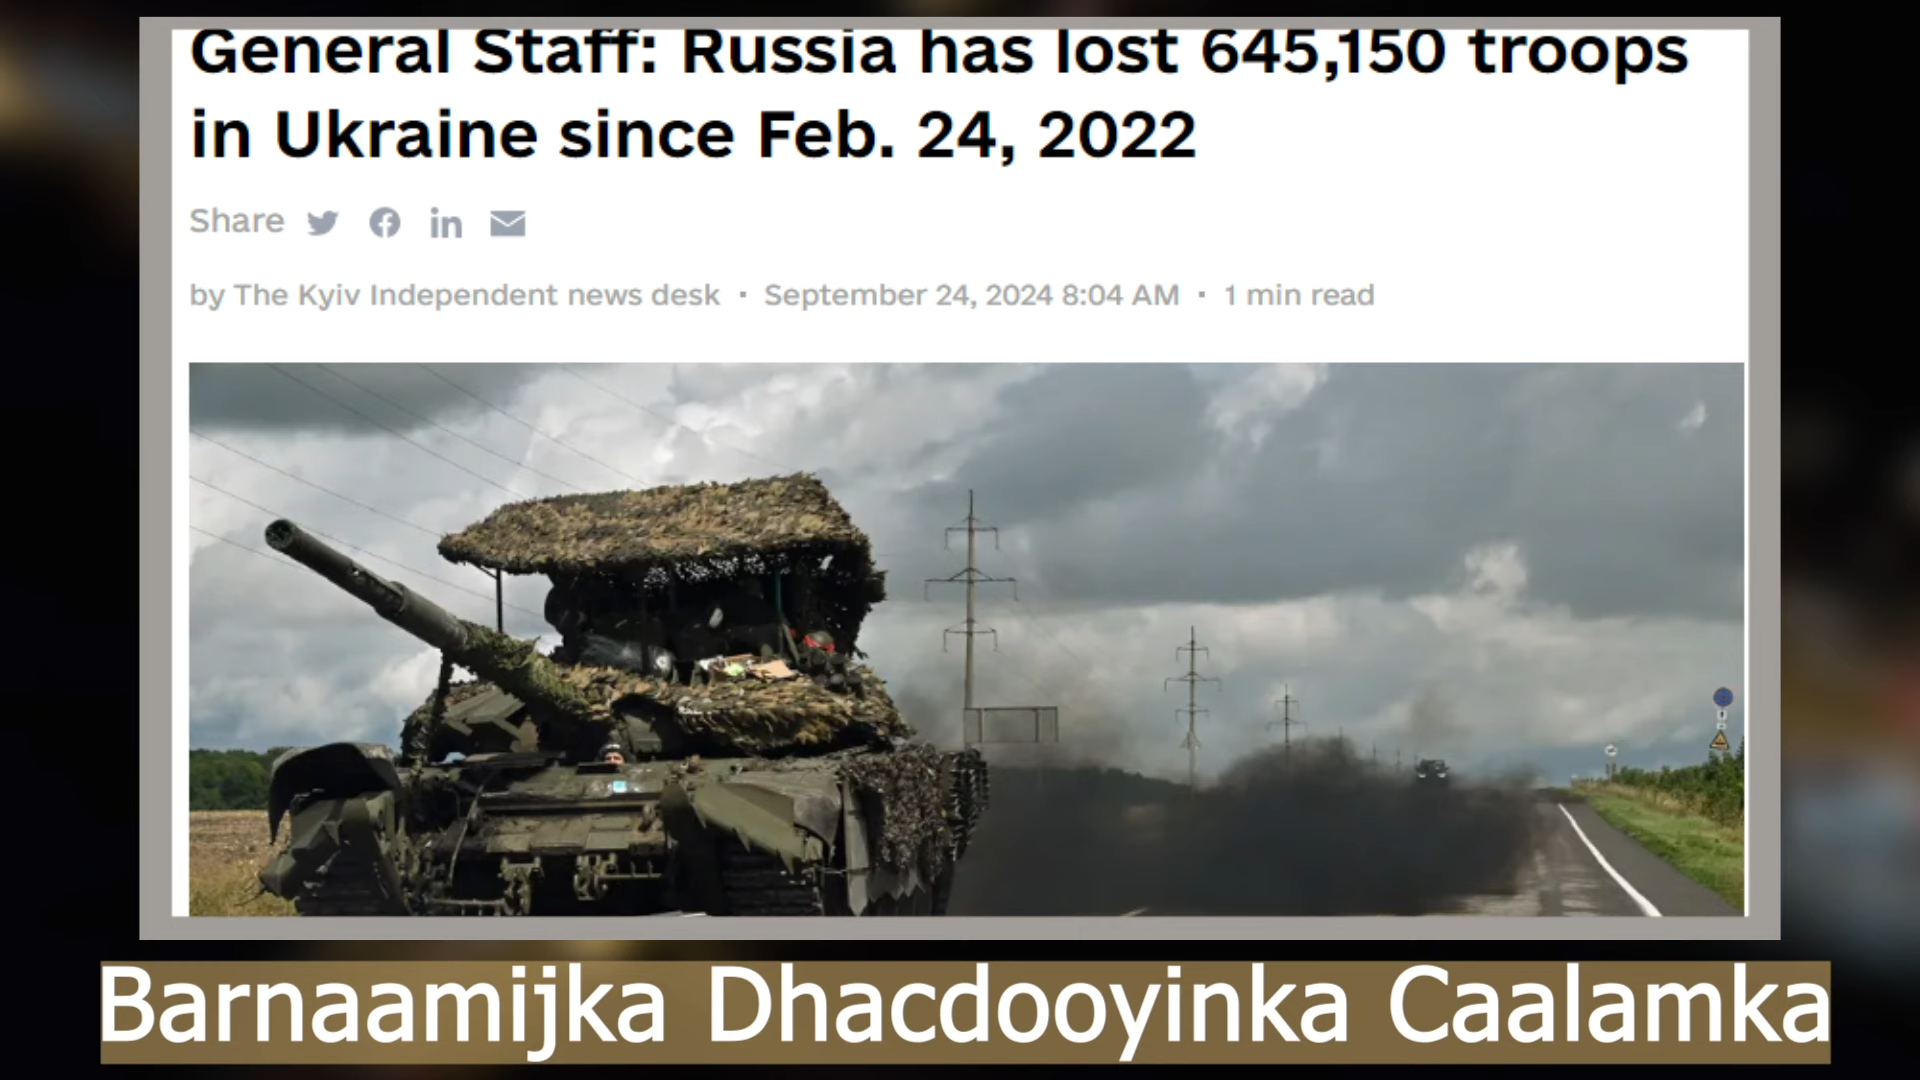 General Staff: Russia has lost 645,150 troops
in Ukraine since Feb. 24, 2022
Share
by The Kyiv Independent news desk · September 24, 2024 8:04 AM · 1 min read
Barnaamijka Dhacdooyinka Caalamka